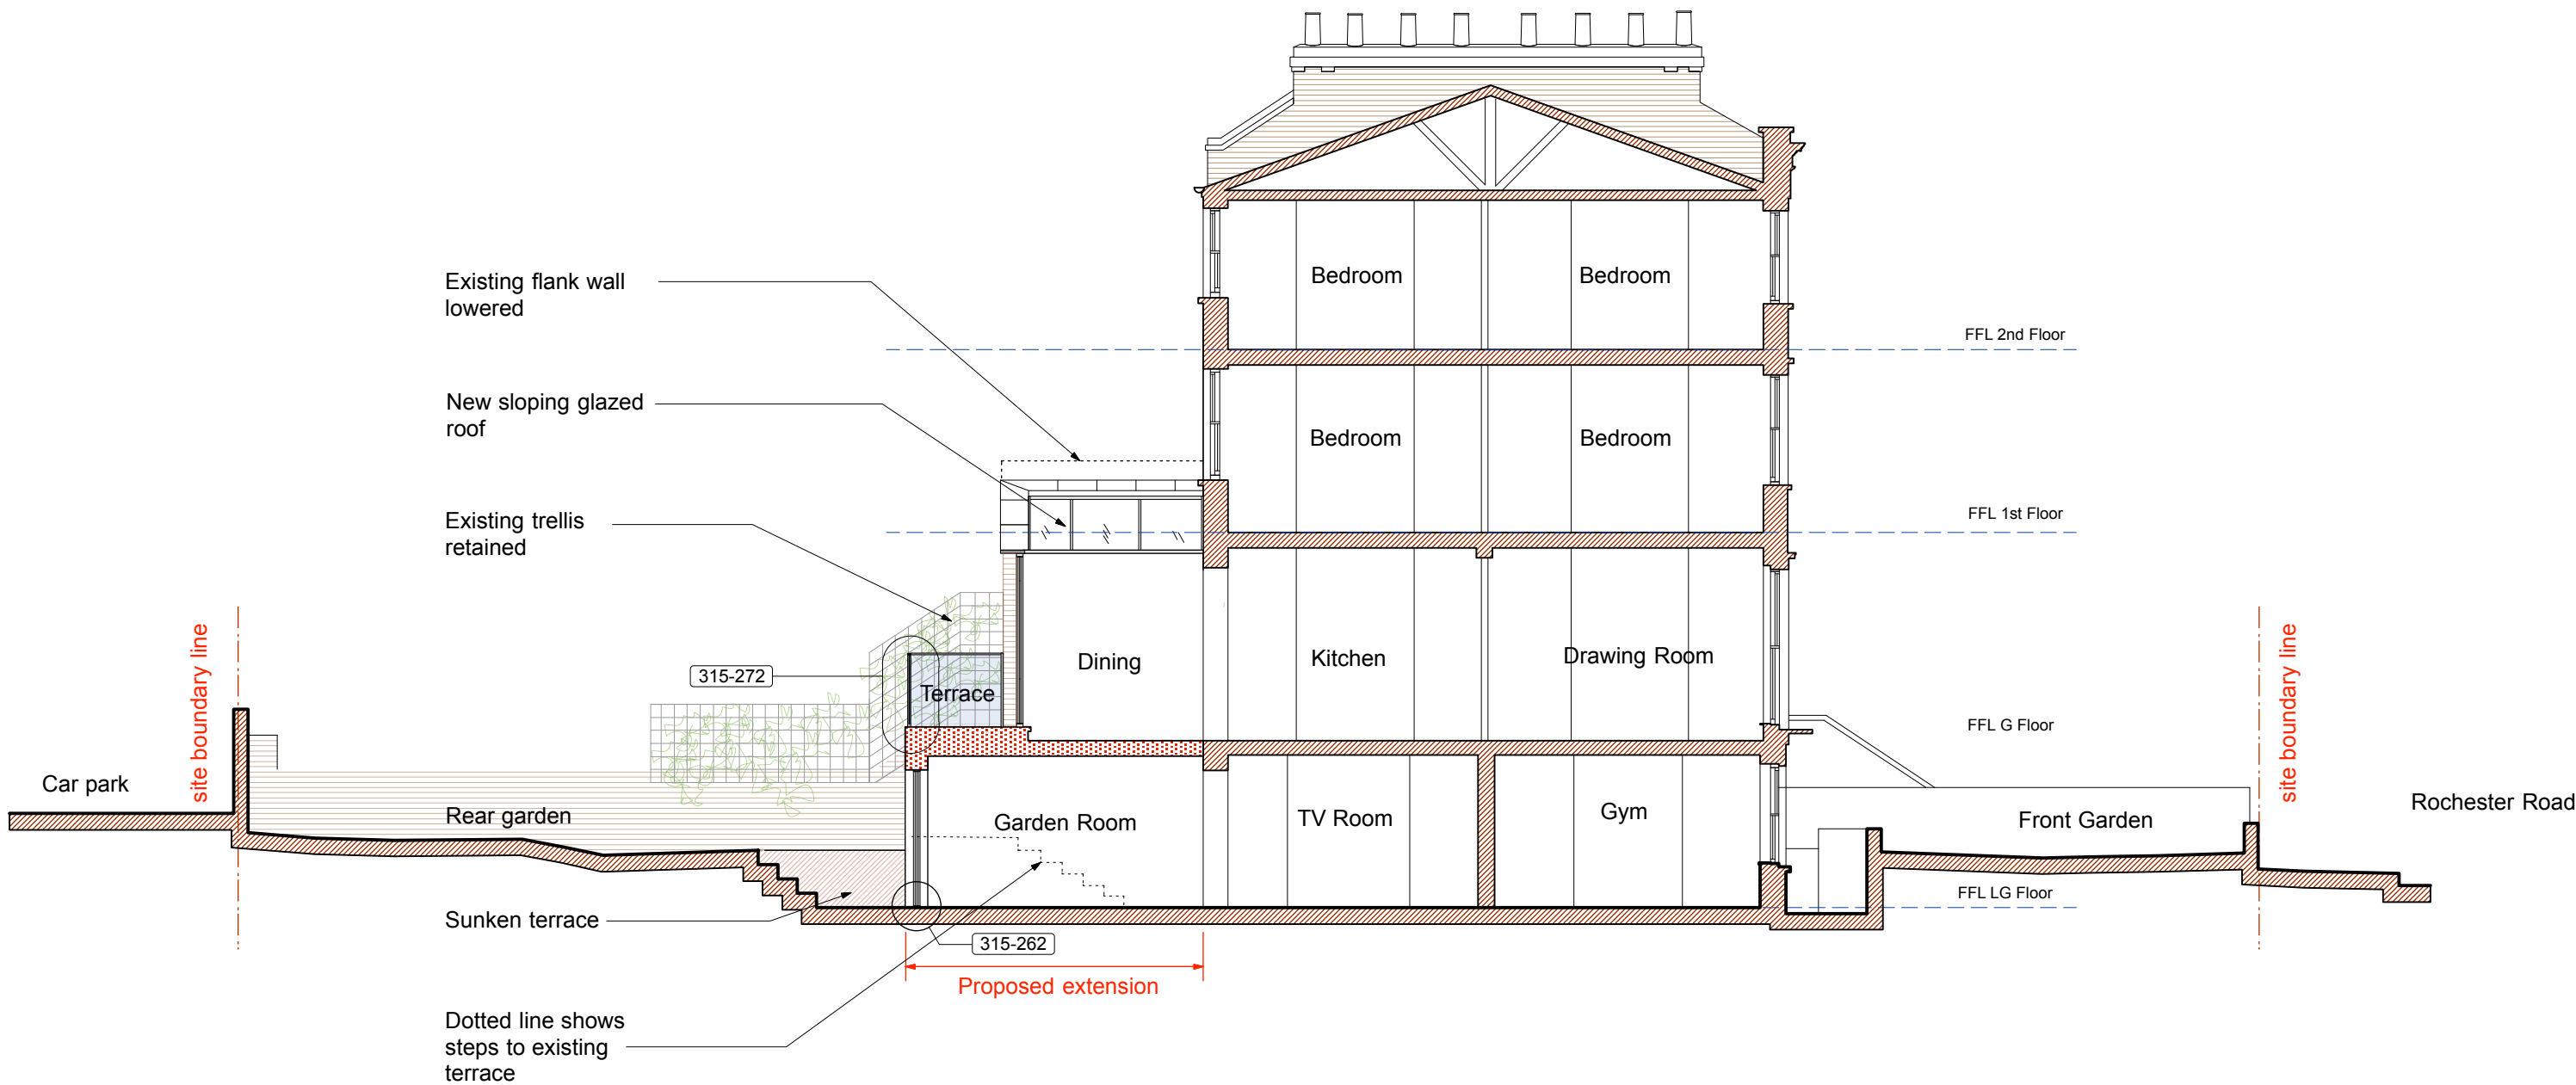 Existing flank wall
lowered
Bedroom
Bedroom
FFL 2nd Floor
New sloping glazed
roof
Bedroom
Bedroom
Existing trellis
retained
FFL 1st Floor
site boundary line
315-272
Terrace
Dining
Kitchen
Drawing Room
FFL G Floor
site boundary line
Car park
Rear garden
Garden Room
TV Room
Gym
Front Garden
Rochester Road
FFL LG Floor
Sunken terrace
315-262
Proposed extension
Dotted line shows
steps to existing
terrace